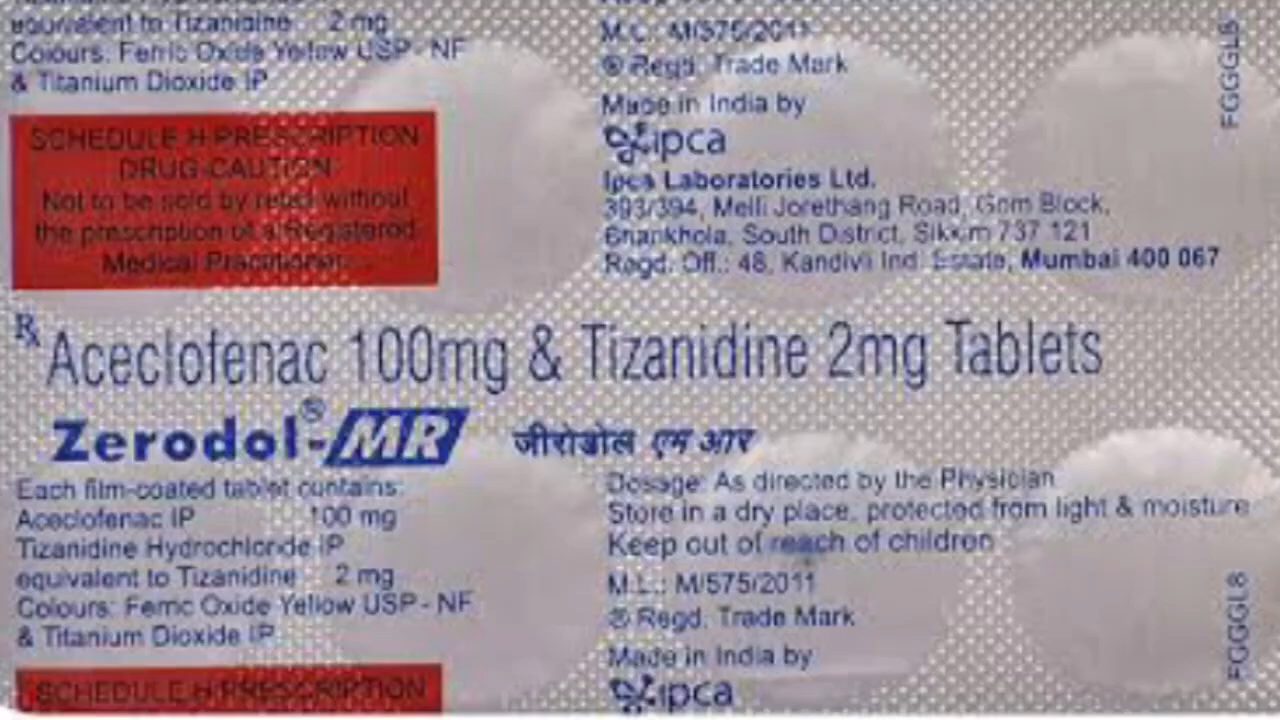 equivalent to Tizanidine 2 mg
Colours: Ferric Oxide Yellow USP - NF
& Titanium Dioxide IP
SCHEDULE H PRESCRIPTION
DRUG-CAUTION
Not to be sold by retail without
the prescription of a Registered
Medical Practitioner.
M.L.: M/575/2011
® Regd. Trade Mark
Made in India by
ipca
Ipca Laboratories Ltd.
393/394, Melli Jorethang Road, Gom Block,
Bharikhola, South District, Sikkim 737 121
Regd. Off.: 48, Kandivli Ind. Estate, Mumbai 400 067
FGGGL8
Rx Aceclofenac 100mg & Tizanidine 2mg Tablets
Zerodol®-MR जीरोडोल एम आर
Each film-coated tablet contains:
Aceclofenac IP 100 mg
Tizanidine Hydrochloride IP
equivalent to Tizanidine 2 mg
Colours: Ferric Oxide Yellow USP - NF
& Titanium Dioxide IP
SCHEDULE H PRESCRIPTION
Dosage: As directed by the Physician
Store in a dry place, protected from light & moisture
Keep out of reach of children
M.L.: M/575/2011
® Regd. Trade Mark
Made in India by
ipca
FGGGL8